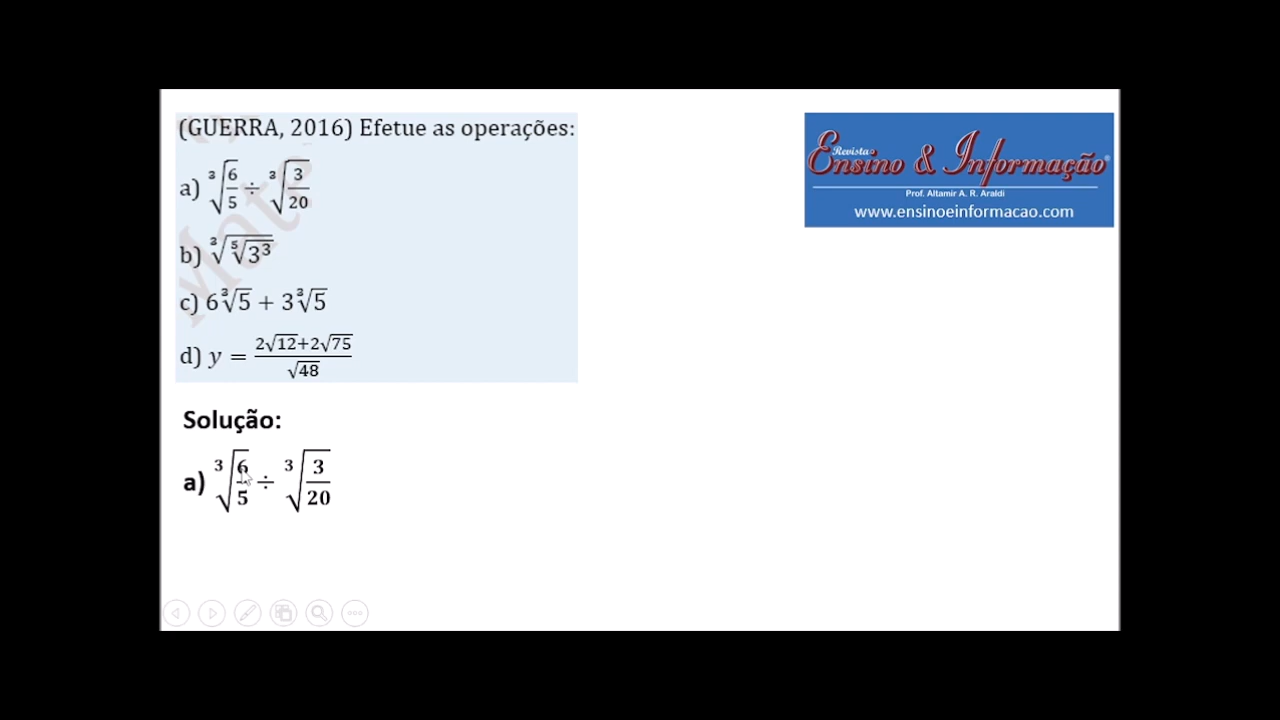 (GUERRA, 2016) Efetue as operações:
a) ∛(6/5) ÷ ∛(3/20)
b) ∛(⁵√(3³))
c) 6∛5 + 3∛5
d) y = (2√12+2√75)/√48
Revista
Ensino & Informação®
Prof. Altamir A. R. Araldi
www.ensinoeinformacao.com
Solução:
a) ∛(6/5) ÷ ∛(3/20)